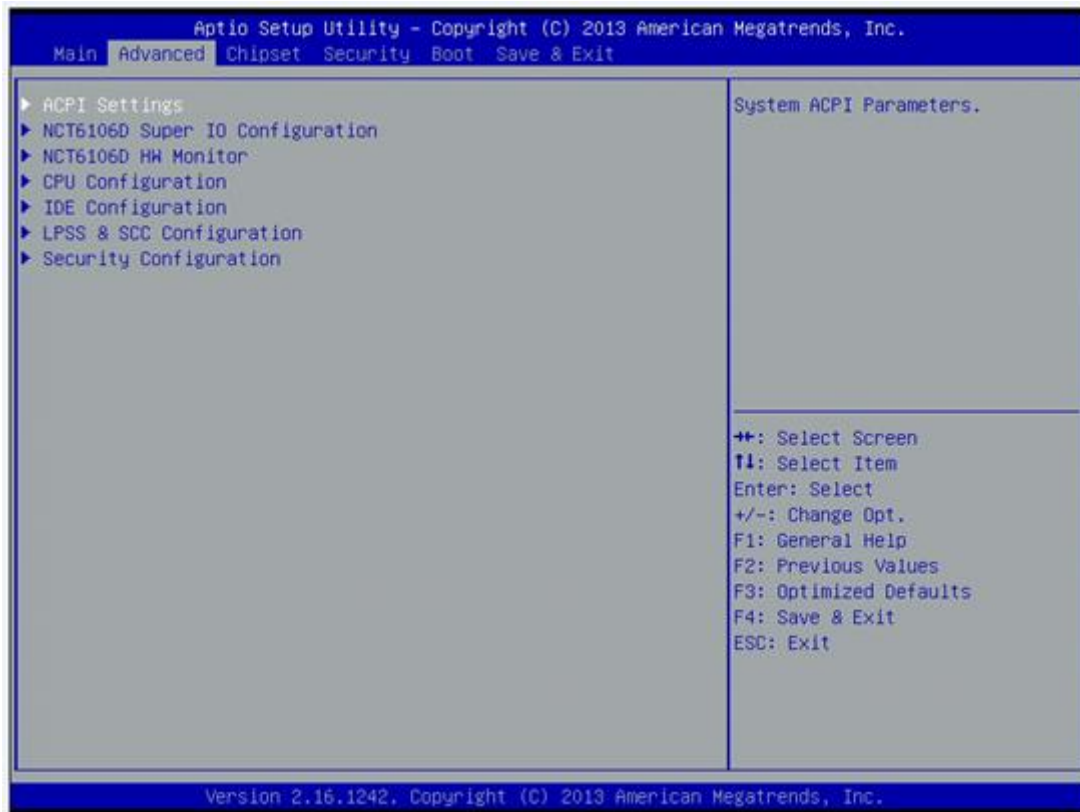 Aptio Setup Utility – Copyright (C) 2013 American Megatrends, Inc.
Main Advanced Chipset Security Boot Save & Exit
▶ ACPI Settings
▶ NCT6106D Super IO Configuration
▶ NCT6106D HW Monitor
▶ CPU Configuration
▶ IDE Configuration
▶ LPSS & SCC Configuration
▶ Security Configuration
System ACPI Parameters.
→←: Select Screen
↑↓: Select Item
Enter: Select
+/-: Change Opt.
F1: General Help
F2: Previous Values
F3: Optimized Defaults
F4: Save & Exit
ESC: Exit
Version 2.16.1242. Copyright (C) 2013 American Megatrends, Inc.